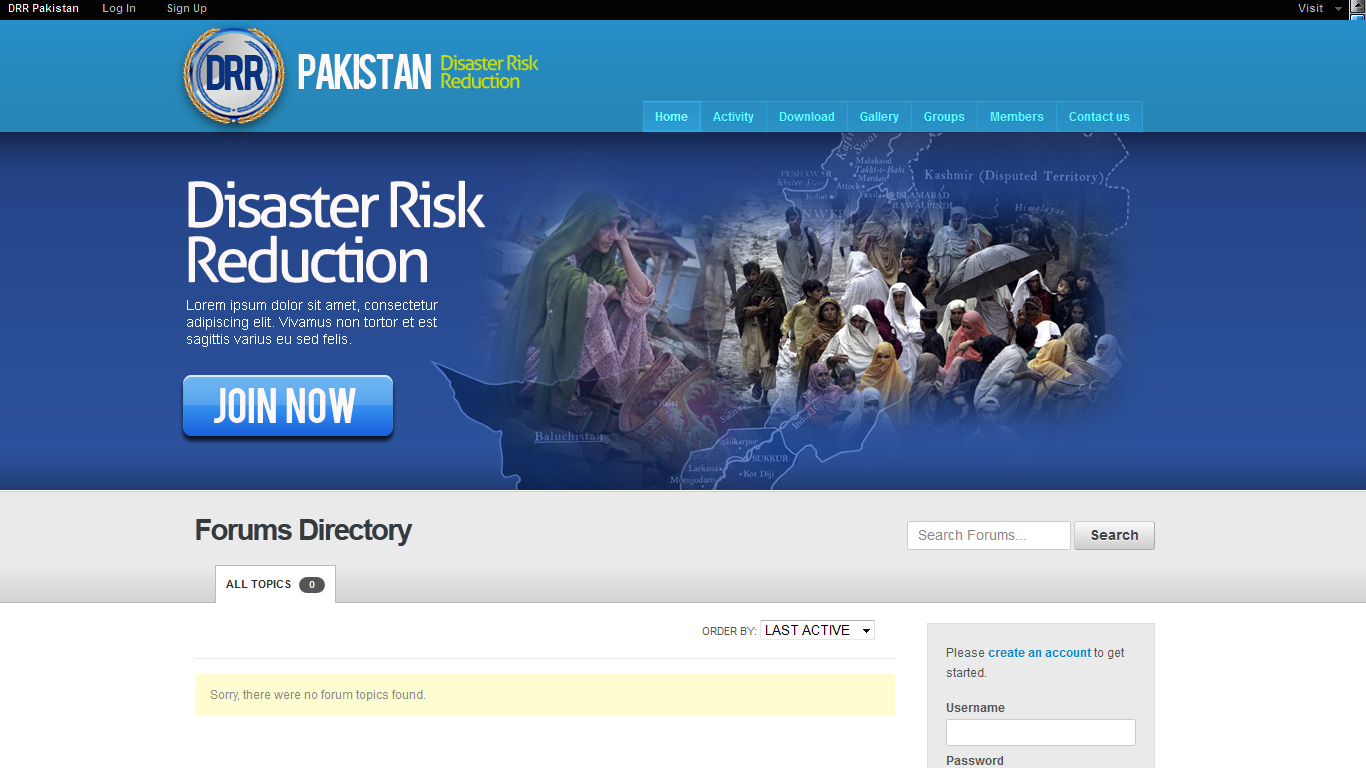 DRR Pakistan Log In Sign Up Visit
DRR PAKISTAN Disaster Risk
Reduction
Home Activity Download Gallery Groups Members Contact us
Disaster Risk
Reduction
Lorem ipsum dolor sit amet, consectetur
adipiscing elit. Vivamus non tortor et est
sagittis varius eu sed felis.
JOIN NOW
Swat
Malakand
PESHAWAR Takht-i-Bahi
Mardan
Attock
Kohat Taxila ISLAMABAD
RAWALPINDI
Kashmir (Disputed Territory)
Himalayas
Baluchistan
Shikarpur
SUKKUR
Larkana Kot Diji
Forums Directory
Search Forums... Search
ALL TOPICS 0
ORDER BY: LAST ACTIVE
Sorry, there were no forum topics found.
Please create an account to get
started.
Username
Password